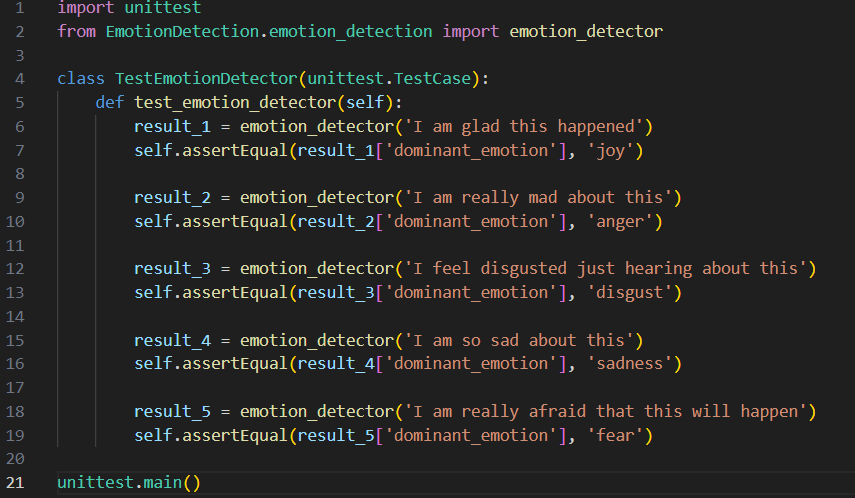 1 import unittest
2 from EmotionDetection.emotion_detection import emotion_detector
3
4 class TestEmotionDetector(unittest.TestCase):
5     def test_emotion_detector(self):
6         result_1 = emotion_detector('I am glad this happened')
7         self.assertEqual(result_1['dominant_emotion'], 'joy')
8
9         result_2 = emotion_detector('I am really mad about this')
10         self.assertEqual(result_2['dominant_emotion'], 'anger')
11
12         result_3 = emotion_detector('I feel disgusted just hearing about this')
13         self.assertEqual(result_3['dominant_emotion'], 'disgust')
14
15         result_4 = emotion_detector('I am so sad about this')
16         self.assertEqual(result_4['dominant_emotion'], 'sadness')
17
18         result_5 = emotion_detector('I am really afraid that this will happen')
19         self.assertEqual(result_5['dominant_emotion'], 'fear')
20
21 unittest.main()